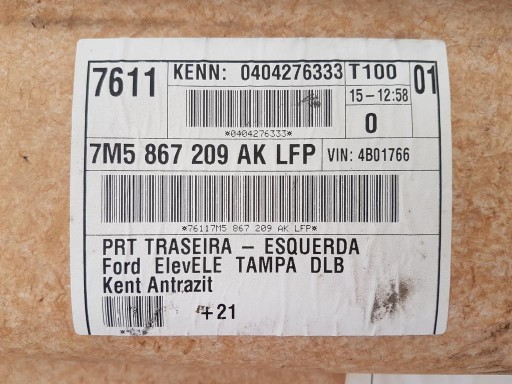 7611 KENN: 0404276333 T100 01
15-12:58
*0404276333*
0
7M5 867 209 AK LFP VIN: 4B01766
*76117M5 867 209 AK LFP*
PRT TRASEIRA - ESQUERDA
Ford ElevELE TAMPA DLB
Kent Antrazit
+21